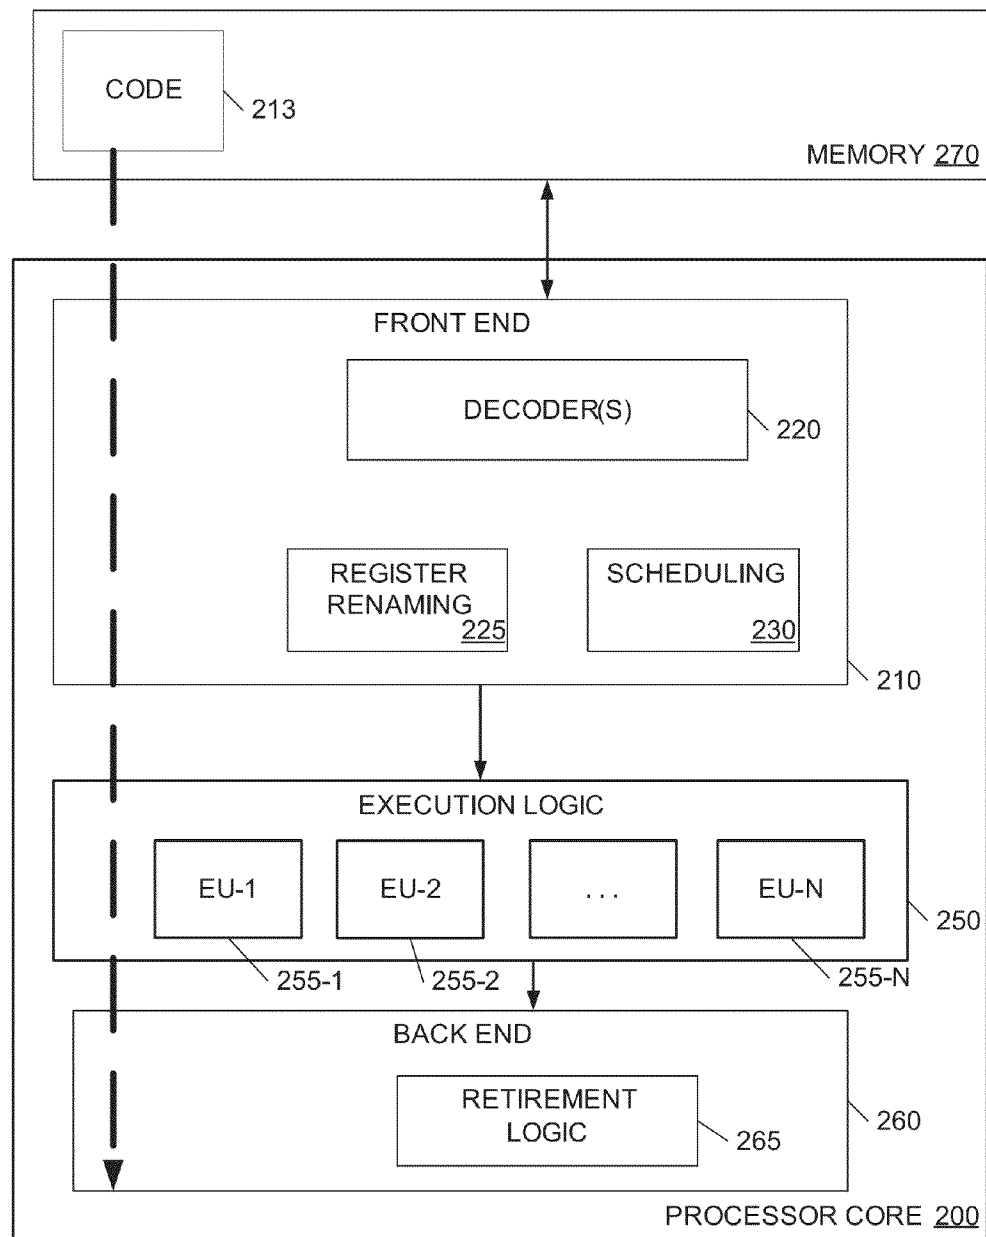 CODE
213
MEMORY 270
FRONT END
DECODER(S)
220
REGISTER
RENAMING
225
SCHEDULING
230
210
EXECUTION LOGIC
EU-1
EU-2
. . .
EU-N
250
255-1
255-2
255-N
BACK END
RETIREMENT
LOGIC
265
260
PROCESSOR CORE 200